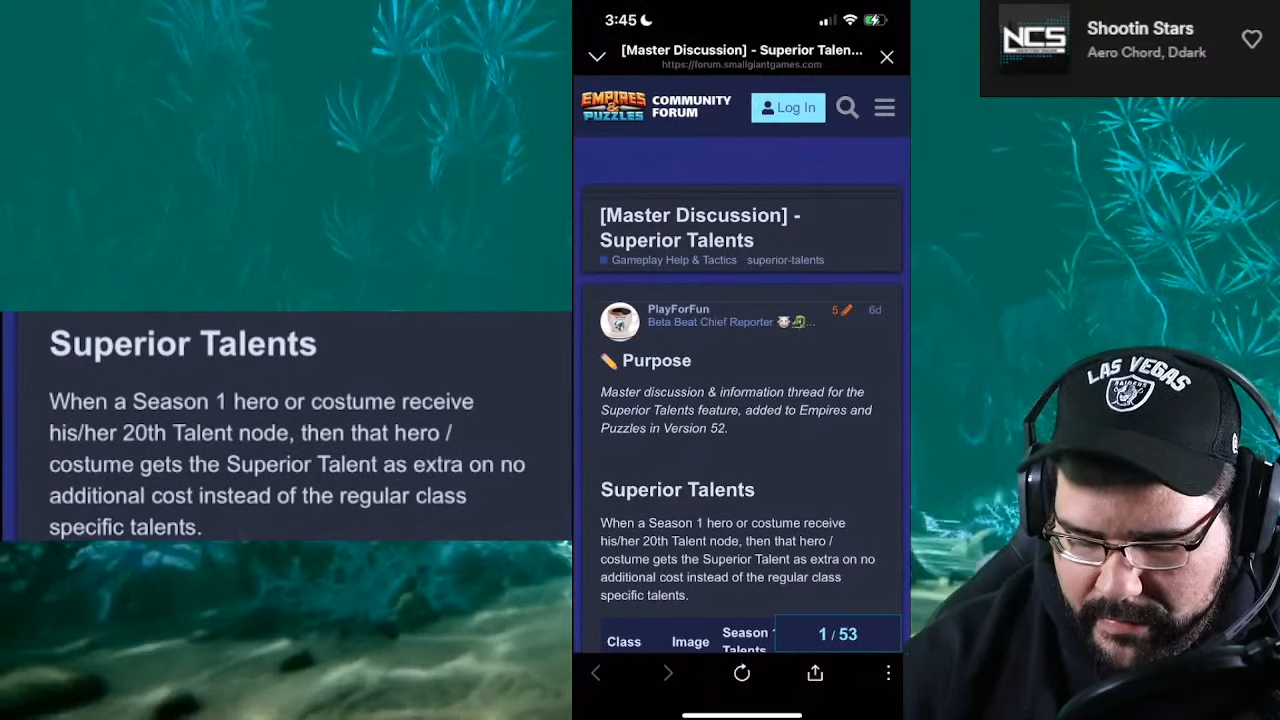 3:45
[Master Discussion] - Superior Talen...
https://forum.smallgiantgames.com
EMPIRES & PUZZLES
COMMUNITY FORUM
Log In
[Master Discussion] -
Superior Talents
Gameplay Help & Tactics superior-talents
PlayForFun
5
6d
Beta Beat Chief Reporter ...
Purpose
Master discussion & information thread for the
Superior Talents feature, added to Empires and
Puzzles in Version 52.
Superior Talents
When a Season 1 hero or costume receive
his/her 20th Talent node, then that hero /
costume gets the Superior Talent as extra on no
additional cost instead of the regular class
specific talents.
Class Image Season
Talents
1 / 53
Superior Talents
When a Season 1 hero or costume receive
his/her 20th Talent node, then that hero /
costume gets the Superior Talent as extra on no
additional cost instead of the regular class
specific talents.
NCS
Shootin Stars
Aero Chord, Ddark
LAS VEGAS
RAIDERS